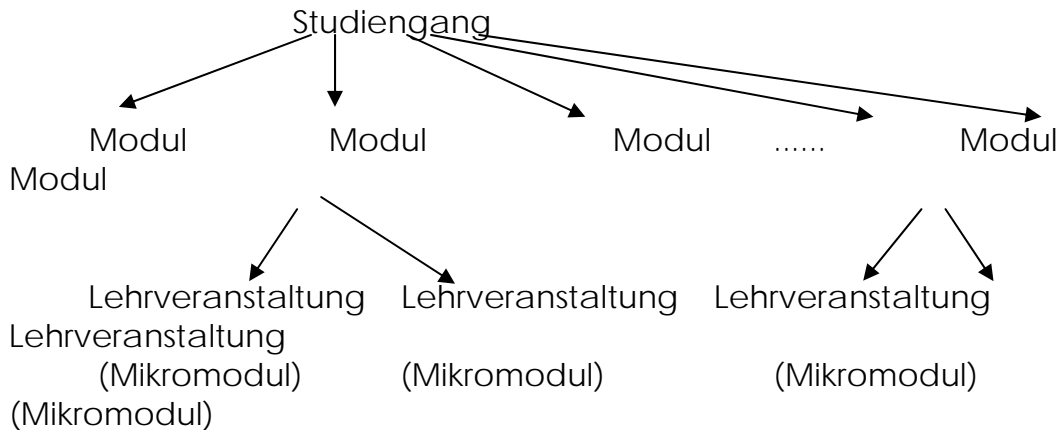 Studiengang
Modul Modul Modul ...... Modul
Modul
Lehrveranstaltung Lehrveranstaltung Lehrveranstaltung
Lehrveranstaltung
(Mikromodul) (Mikromodul) (Mikromodul)
(Mikromodul)